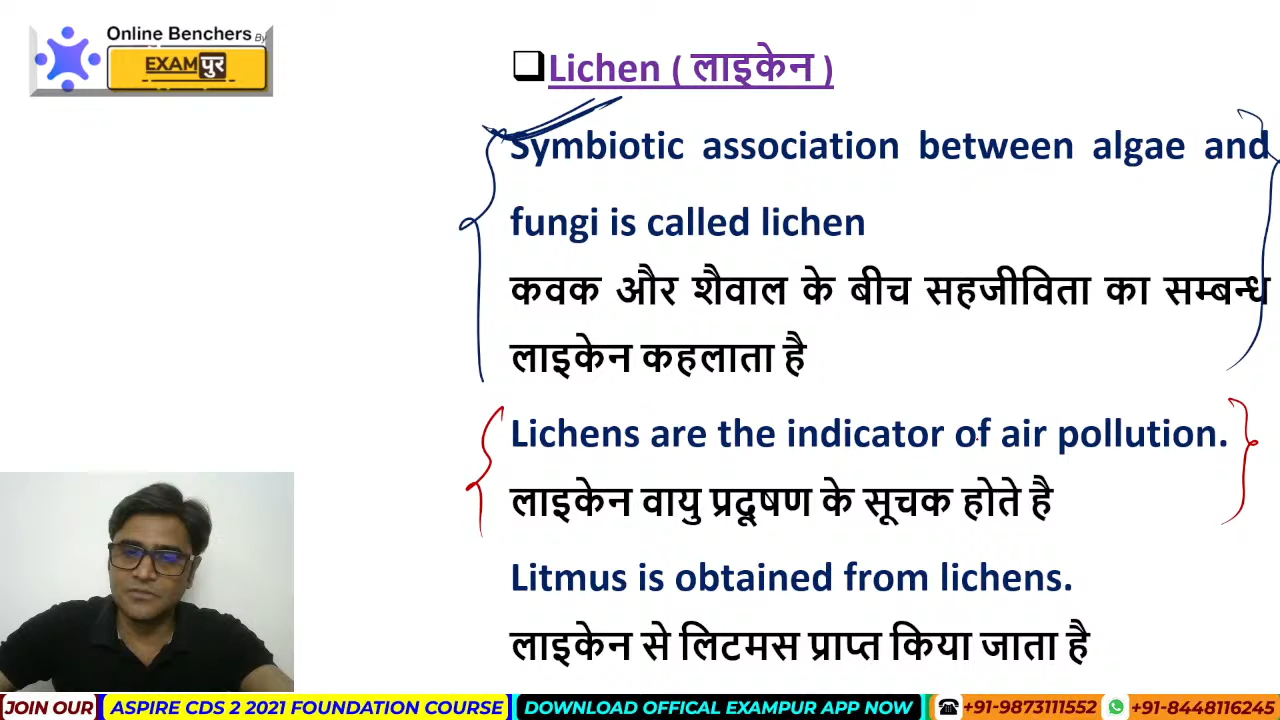 Online Benchers By
EXAMपुर
Lichen ( लाइकेन )
Symbiotic association between algae and
fungi is called lichen
कवक और शैवाल के बीच सहजीविता का सम्बन्ध
लाइकेन कहलाता है
Lichens are the indicator of air pollution.
लाइकेन वायु प्रदूषण के सूचक होते है
Litmus is obtained from lichens.
लाइकेन से लिटमस प्राप्त किया जाता है
JOIN OUR ASPIRE CDS 2 2021 FOUNDATION COURSE DOWNLOAD OFFICAL EXAMPUR APP NOW +91-9873111552 +91-8448116245